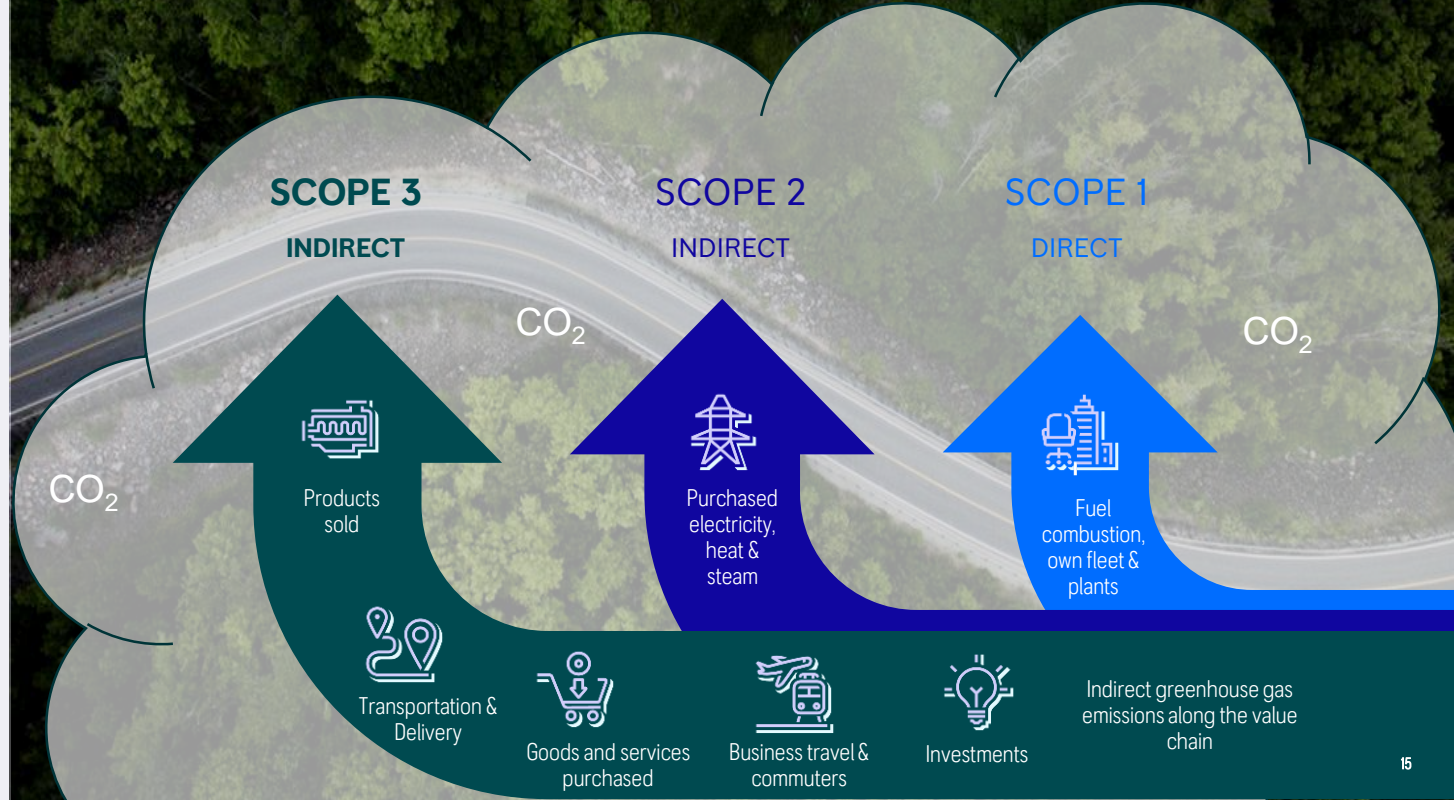 SCOPE 3
INDIRECT
SCOPE 2
INDIRECT
SCOPE 1
DIRECT
CO₂
CO₂
CO₂
Products
sold
Purchased
electricity,
heat &
steam
Fuel
combustion,
own fleet &
plants
Transportation &
Delivery
Goods and services
purchased
Business travel &
commuters
Investments
Indirect greenhouse gas
emissions along the value
chain
15